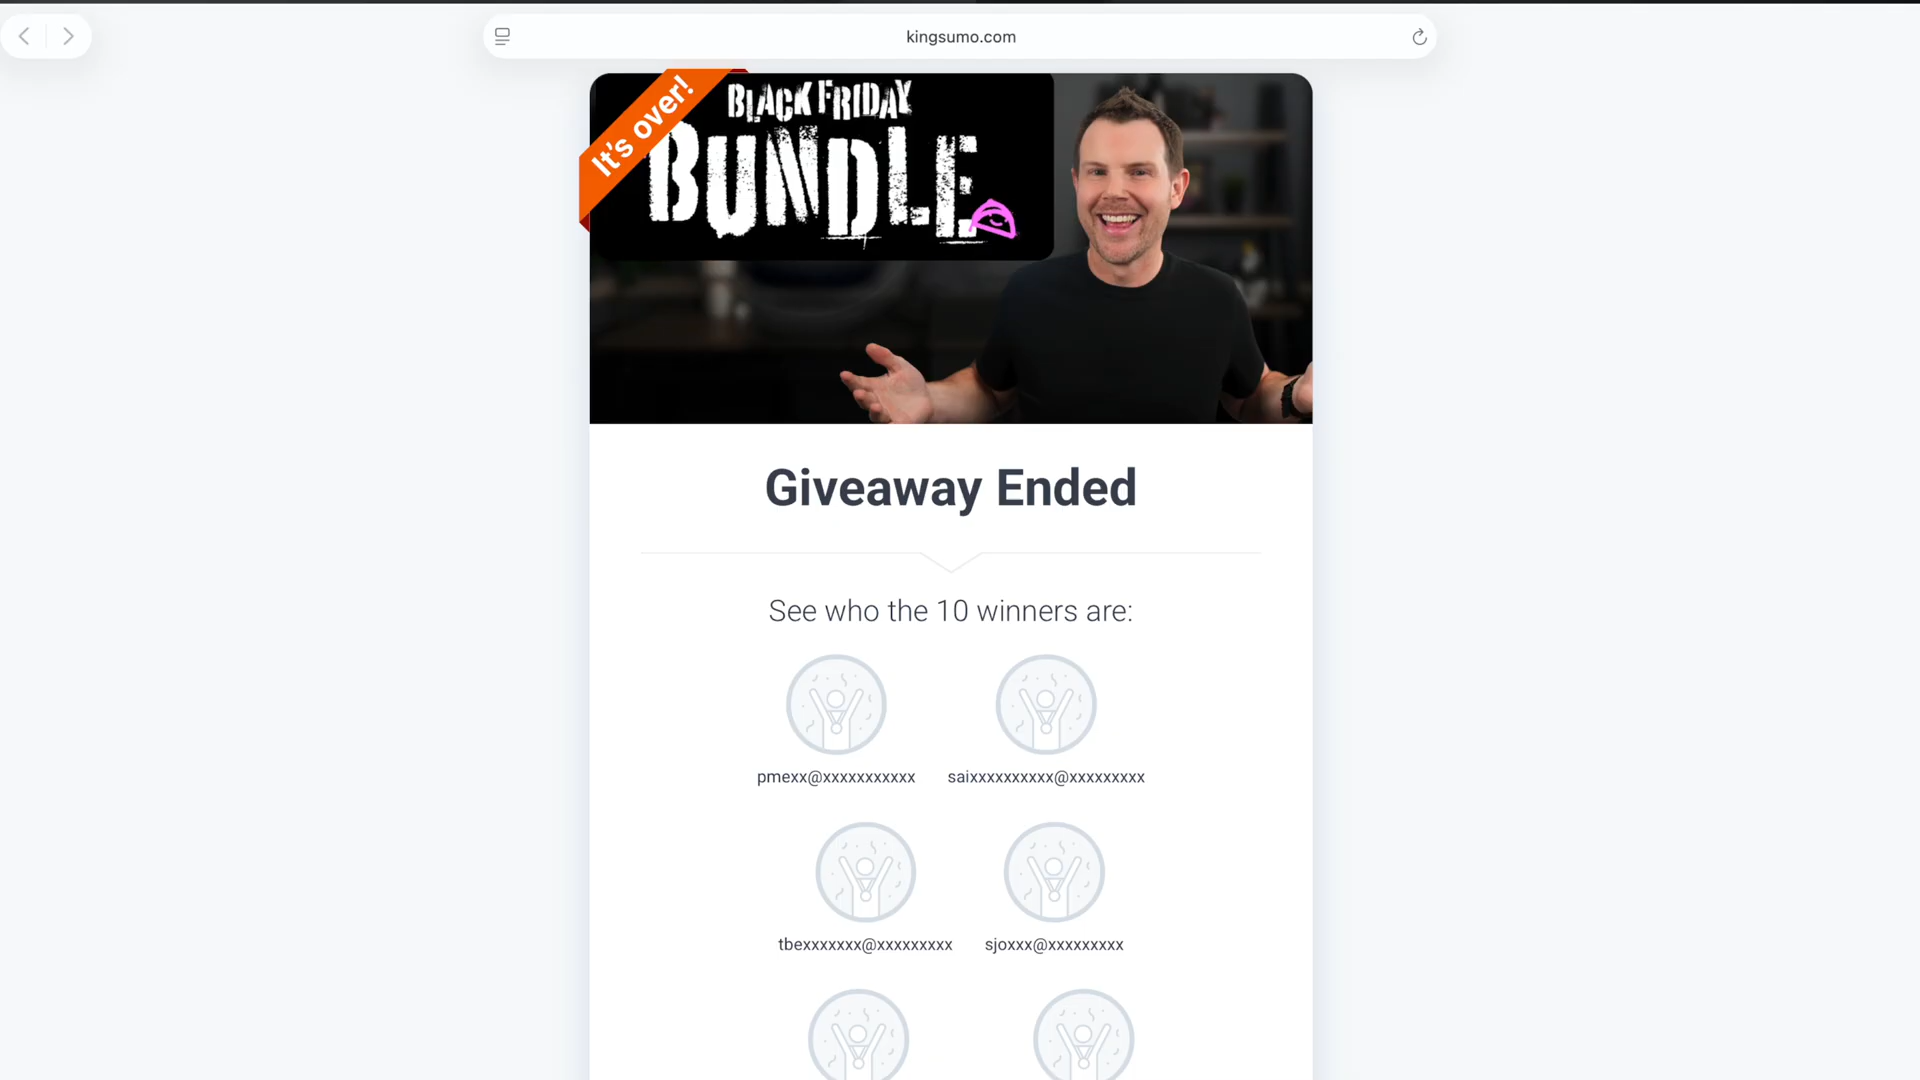 kingsumo.com
It's over!
BLACK FRIDAY
BUNDLE
Giveaway Ended
See who the 10 winners are:
pmexx@xxxxxxxxxxx
saixxxxxxxxxx@xxxxxxxxx
tbexxxxxxx@xxxxxxxxx
sjoxxx@xxxxxxxxx